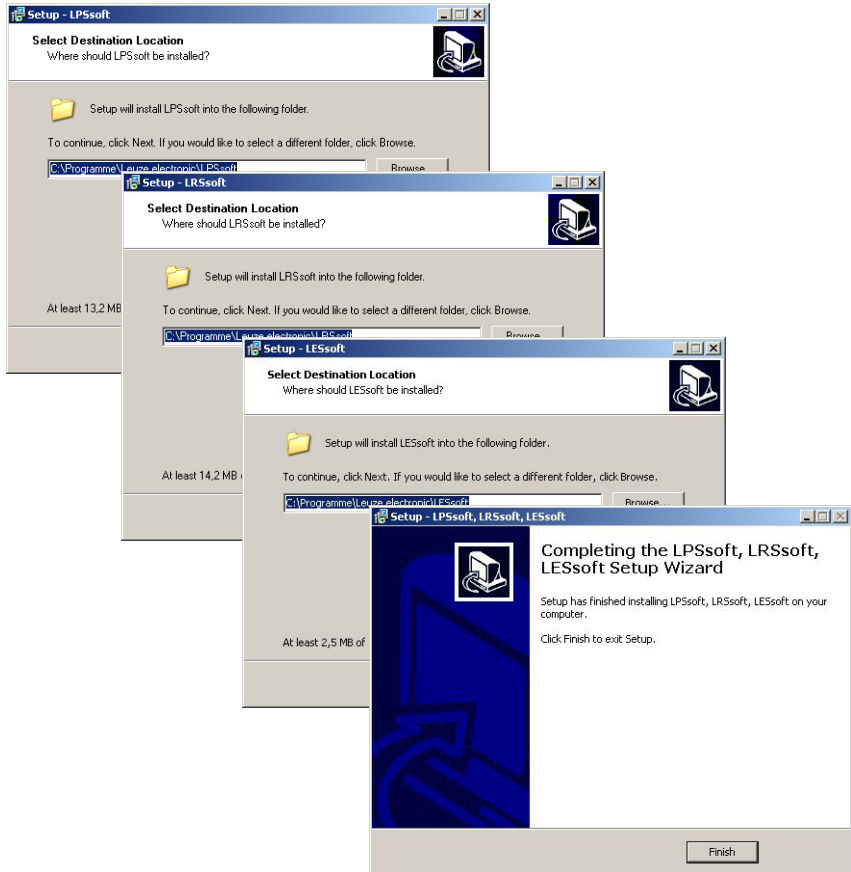 Setup - LPSsoft
Select Destination Location
Where should LPSsoft be installed?
Setup will install LPSsoft into the following folder.
To continue, click Next. If you would like to select a different folder, click Browse.
C:\Programme\Leuze electronic\LPSsoft
Browse...
At least 13,2 MB
Setup - LRSsoft
Select Destination Location
Where should LRSsoft be installed?
Setup will install LRSsoft into the following folder.
To continue, click Next. If you would like to select a different folder, click Browse.
C:\Programme\Leuze electronic\LRSsoft
Browse...
At least 14,2 MB
Setup - LESsoft
Select Destination Location
Where should LESsoft be installed?
Setup will install LESsoft into the following folder.
To continue, click Next. If you would like to select a different folder, click Browse.
C:\Programme\Leuze electronic\LESsoft
Browse...
At least 2,5 MB of
Setup - LPSsoft, LRSsoft, LESsoft
Completing the LPSsoft, LRSsoft,
LESsoft Setup Wizard
Setup has finished installing LPSsoft, LRSsoft, LESsoft on your
computer.
Click Finish to exit Setup.
Finish